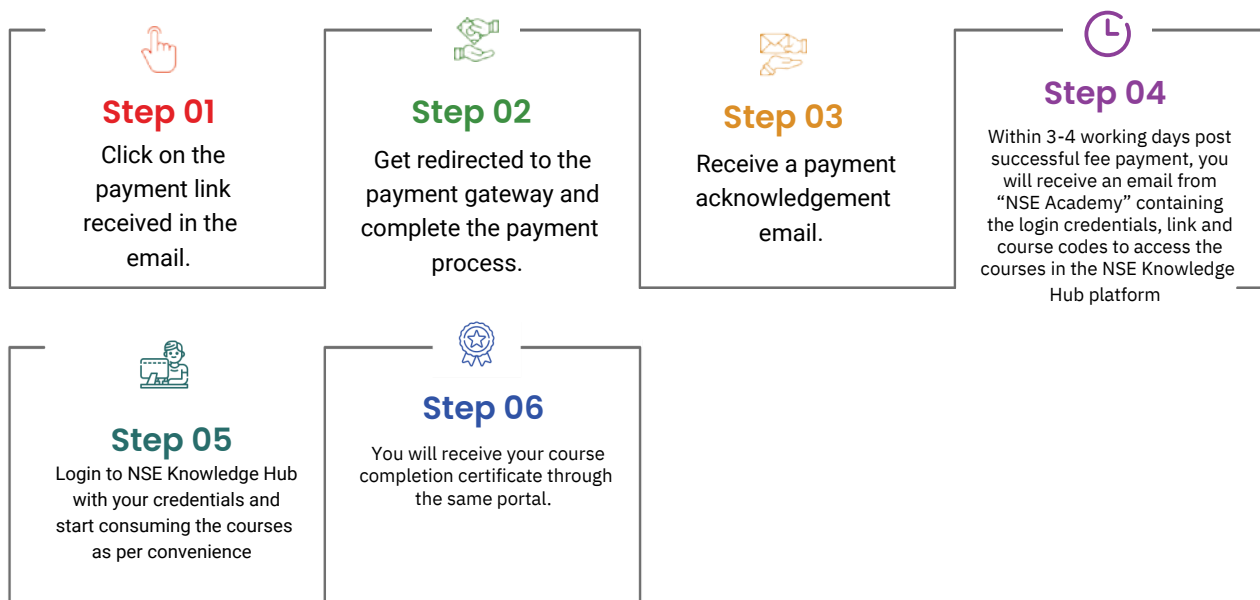 Step 01
Click on the
payment link
received in the
email.
Step 02
Get redirected to the
payment gateway and
complete the payment
process.
Step 03
Receive a payment
acknowledgement
email.
Step 04
Within 3-4 working days post
successful fee payment, you
will receive an email from
“NSE Academy” containing
the login credentials, link and
course codes to access the
courses in the NSE Knowledge
Hub platform
Step 05
Login to NSE Knowledge Hub
with your credentials and
start consuming the courses
as per convenience
Step 06
You will receive your course
completion certificate through
the same portal.